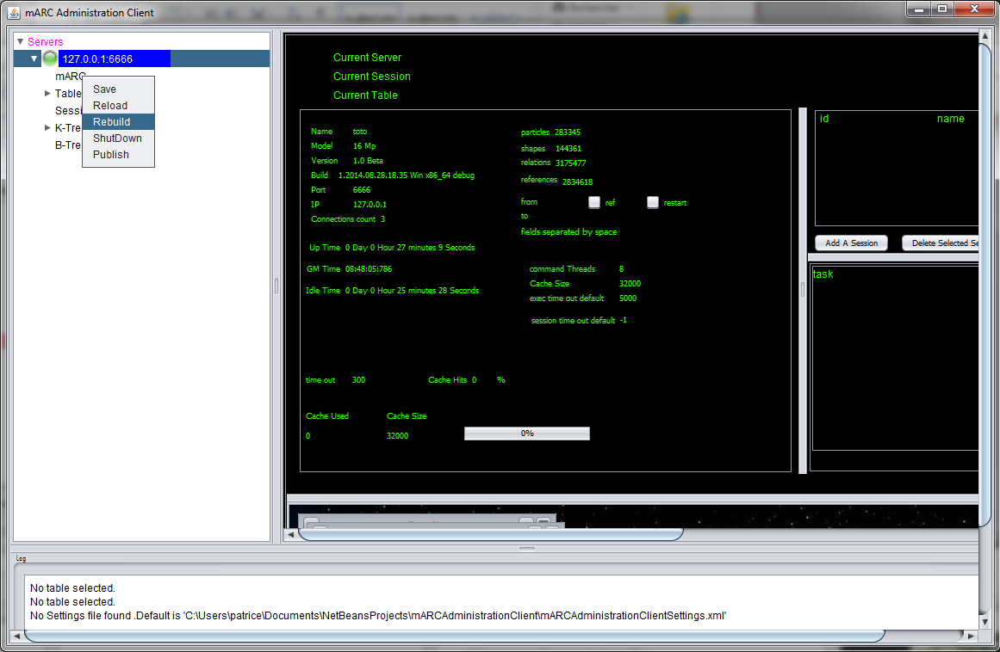 mARC Administration Client
Servers
127.0.0.1:6666
mARC
Table
Sessi
K-Tre
B-Tre
Save
Reload
Rebuild
ShutDown
Publish
Current Server
Current Session
Current Table
Name toto
Model 16 Mp
Version 1.0 Beta
Build 1.2014.08.28.18.35 Win x86_64 debug
Port 6666
IP 127.0.0.1
Connections count 3
Up Time 0 Day 0 Hour 27 minutes 9 Seconds
GM Time 08:48:05:786
Idle Time 0 Day 0 Hour 25 minutes 28 Seconds
particles 283345
shapes 144361
relations 3175477
references 2834618
from ref restart
to
fields separated by space
command Threads 8
Cache Size 32000
exec time out default 5000
session time out default -1
time out 300 Cache Hits 0 %
Cache Used Cache Size
0 32000 0%
id name
Add A Session Delete Selected Se
task
Log
No table selected.
No table selected.
No Settings file found .Default is 'C:\Users\patrice\Documents\NetBeansProjects\mARCAdministrationClient\mARCAdministrationClientSettings.xml'